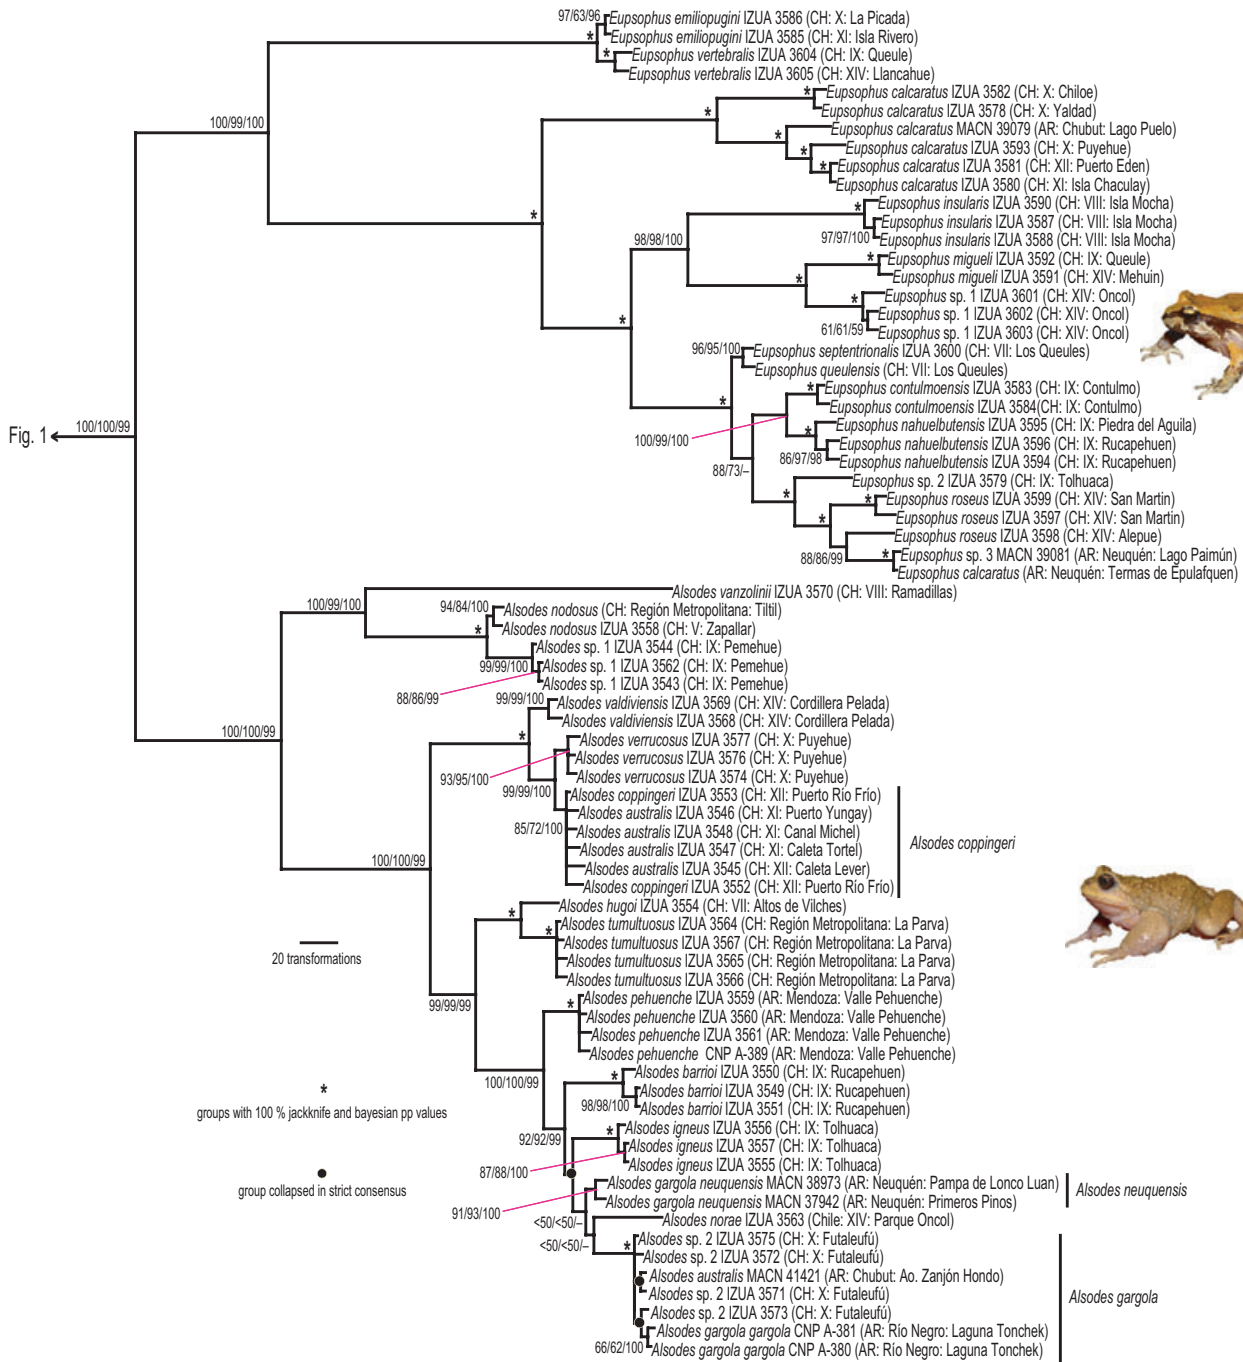 97/63/96
Eupsophus emiliopugini IZUA 3586 (CH: X: La Picada)
Eupsophus emiliopugini IZUA 3585 (CH: XI: Isla Rivero)
*
*
Eupsophus vertebralis IZUA 3604 (CH: IX: Queule)
Eupsophus vertebralis IZUA 3605 (CH: XIV: Llancahue)
100/99/100
*
Eupsophus calcaratus IZUA 3582 (CH: X: Chiloe)
Eupsophus calcaratus IZUA 3578 (CH: X: Yaldad)
*
*
Eupsophus calcaratus MACN 39079 (AR: Chubut: Lago Puelo)
*
Eupsophus calcaratus IZUA 3593 (CH: X: Puyehue)
*
Eupsophus calcaratus IZUA 3581 (CH: XII: Puerto Eden)
Eupsophus calcaratus IZUA 3580 (CH: XI: Isla Chaculay)
*
*
Eupsophus insularis IZUA 3590 (CH: VIII: Isla Mocha)
Eupsophus insularis IZUA 3587 (CH: VIII: Isla Mocha)
98/98/100
97/97/100
Eupsophus insularis IZUA 3588 (CH: VIII: Isla Mocha)
*
Eupsophus migueli IZUA 3592 (CH: IX: Queule)
*
Eupsophus migueli IZUA 3591 (CH: XIV: Mehuin)
*
Eupsophus sp. 1 IZUA 3601 (CH: XIV: Oncol)
Eupsophus sp. 1 IZUA 3602 (CH: XIV: Oncol)
*
61/61/59
Eupsophus sp. 1 IZUA 3603 (CH: XIV: Oncol)
96/95/100
Eupsophus septentrionalis IZUA 3600 (CH: VII: Los Queules)
Eupsophus queulensis (CH: VII: Los Queules)
*
*
Eupsophus contulmoensis IZUA 3583 (CH: IX: Contulmo)
Eupsophus contulmoensis IZUA 3584(CH: IX: Contulmo)
100/99/100
*
Eupsophus nahuelbutensis IZUA 3595 (CH: IX: Piedra del Aguila)
Eupsophus nahuelbutensis IZUA 3596 (CH: IX: Rucapehuen)
86/97/98
Eupsophus nahuelbutensis IZUA 3594 (CH: IX: Rucapehuen)
Fig. 1
100/100/99
88/73/–
Eupsophus sp. 2 IZUA 3579 (CH: IX: Tolhuaca)
*
*
Eupsophus roseus IZUA 3599 (CH: XIV: San Martin)
*
Eupsophus roseus IZUA 3597 (CH: XIV: San Martin)
Eupsophus roseus IZUA 3598 (CH: XIV: Alepue)
88/86/99
*
Eupsophus sp. 3 MACN 39081 (AR: Neuquén: Lago Paimún)
Eupsophus calcaratus (AR: Neuquén: Termas de Epulafquen)
Alsodes vanzolinii IZUA 3570 (CH: VIII: Ramadillas)
100/99/100
94/84/100
Alsodes nodosus (CH: Región Metropolitana: Tiltil)
*
Alsodes nodosus IZUA 3558 (CH: V: Zapallar)
Alsodes sp. 1 IZUA 3544 (CH: IX: Pemehue)
99/99/100
Alsodes sp. 1 IZUA 3562 (CH: IX: Pemehue)
Alsodes sp. 1 IZUA 3543 (CH: IX: Pemehue)
88/86/99
99/99/100
Alsodes valdiviensis IZUA 3569 (CH: XIV: Cordillera Pelada)
Alsodes valdiviensis IZUA 3568 (CH: XIV: Cordillera Pelada)
100/100/99
*
Alsodes verrucosus IZUA 3577 (CH: X: Puyehue)
Alsodes verrucosus IZUA 3576 (CH: X: Puyehue)
93/95/100
Alsodes verrucosus IZUA 3574 (CH: X: Puyehue)
99/99/100
Alsodes coppingeri IZUA 3553 (CH: XII: Puerto Río Frío)
Alsodes australis IZUA 3546 (CH: XI: Puerto Yungay)
85/72/100
Alsodes australis IZUA 3548 (CH: XI: Canal Michel)
Alsodes coppingeri
Alsodes australis IZUA 3547 (CH: XI: Caleta Tortel)
100/100/99
Alsodes australis IZUA 3545 (CH: XII: Caleta Lever)
Alsodes coppingeri IZUA 3552 (CH: XII: Puerto Río Frío)
Alsodes hugoi IZUA 3554 (CH: VII: Altos de Vilches)
*
*
Alsodes tumultuosus IZUA 3564 (CH: Región Metropolitana: La Parva)
Alsodes tumultuosus IZUA 3567 (CH: Región Metropolitana: La Parva)
20 transformations
Alsodes tumultuosus IZUA 3565 (CH: Región Metropolitana: La Parva)
Alsodes tumultuosus IZUA 3566 (CH: Región Metropolitana: La Parva)
99/99/99
*
Alsodes pehuenche IZUA 3559 (AR: Mendoza: Valle Pehuenche)
Alsodes pehuenche IZUA 3560 (AR: Mendoza: Valle Pehuenche)
Alsodes pehuenche IZUA 3561 (AR: Mendoza: Valle Pehuenche)
Alsodes pehuenche CNP A-389 (AR: Mendoza: Valle Pehuenche)
100/100/99
*
Alsodes barrioi IZUA 3550 (CH: IX: Rucapehuen)
*
groups with 100 % jackknife and bayesian pp values
Alsodes barrioi IZUA 3549 (CH: IX: Rucapehuen)
98/98/100
Alsodes barrioi IZUA 3551 (CH: IX: Rucapehuen)
92/92/99
*
Alsodes igneus IZUA 3556 (CH: IX: Tolhuaca)
Alsodes igneus IZUA 3557 (CH: IX: Tolhuaca)
87/88/100
Alsodes igneus IZUA 3555 (CH: IX: Tolhuaca)
group collapsed in strict consensus
Alsodes gargola neuquensis MACN 38973 (AR: Neuquén: Pampa de Lonco Luan)
Alsodes neuquensis
91/93/100
Alsodes gargola neuquensis MACN 37942 (AR: Neuquén: Primeros Pinos)
<50/<50/–
Alsodes norae IZUA 3563 (Chile: XIV: Parque Oncol)
<50/<50/–
*
Alsodes sp. 2 IZUA 3575 (CH: X: Futaleufú)
Alsodes sp. 2 IZUA 3572 (CH: X: Futaleufú)
Alsodes australis MACN 41421 (AR: Chubut: Ao. Zanjón Hondo)
Alsodes sp. 2 IZUA 3571 (CH: X: Futaleufú)
Alsodes gargola
Alsodes sp. 2 IZUA 3573 (CH: X: Futaleufú)
Alsodes gargola gargola CNP A-381 (AR: Río Negro: Laguna Tonchek)
66/62/100
Alsodes gargola gargola CNP A-380 (AR: Río Negro: Laguna Tonchek)